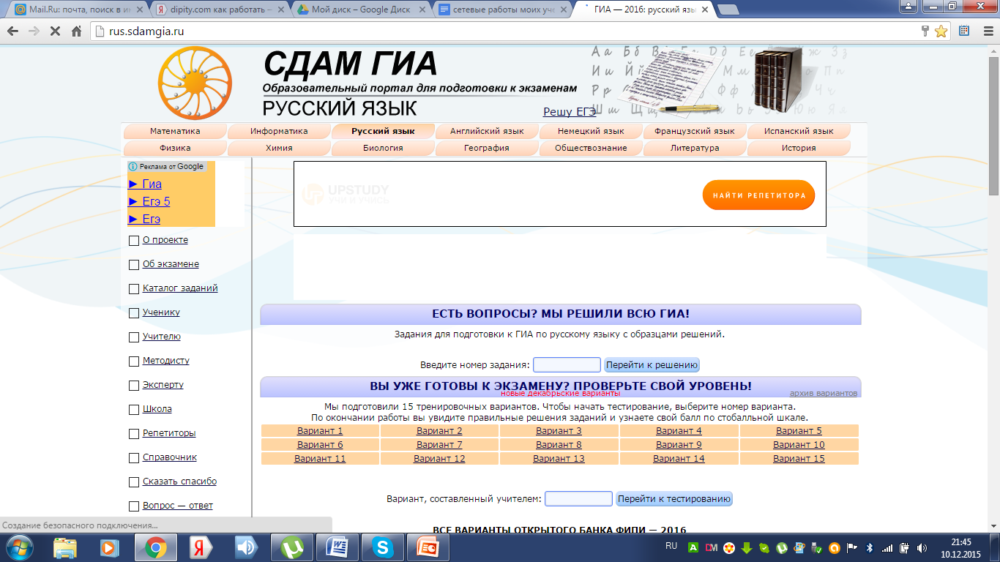 Mail.Ru: почта, поиск в ин
dipity.com как работать –
Мой диск – Google Диск
сетевые работы моих уче
ГИА — 2016: русский язы
rus.sdamgia.ru
СДАМ ГИА
Образовательный портал для подготовки к экзаменам
РУССКИЙ ЯЗЫК
Решу ЕГЭ
Математика Информатика Русский язык Английский язык Немецкий язык Французский язык Испанский язык
Физика Химия Биология География Обществознание Литература История
Реклама от Google
► Гиа
► Егэ 5
► Егэ
UPSTUDY
УЧИ И УЧИСЬ
НАЙТИ РЕПЕТИТОРА
О проекте
Об экзамене
Каталог заданий
Ученику
Учителю
Методисту
Эксперту
Школа
Репетиторы
Справочник
Сказать спасибо
Вопрос — ответ
ЕСТЬ ВОПРОСЫ? МЫ РЕШИЛИ ВСЮ ГИА!
Задания для подготовки к ГИА по русскому языку с образцами решений.
Введите номер задания: Перейти к решению
ВЫ УЖЕ ГОТОВЫ К ЭКЗАМЕНУ? ПРОВЕРЬТЕ СВОЙ УРОВЕНЬ!
новые декабрьские варианты архив вариантов
Мы подготовили 15 тренировочных вариантов. Чтобы начать тестирование, выберите номер варианта.
По окончании работы вы увидите правильные решения заданий и узнаете свой балл по стобалльной шкале.
Вариант 1 Вариант 2 Вариант 3 Вариант 4 Вариант 5
Вариант 6 Вариант 7 Вариант 8 Вариант 9 Вариант 10
Вариант 11 Вариант 12 Вариант 13 Вариант 14 Вариант 15
Вариант, составленный учителем: Перейти к тестированию
ВСЕ ВАРИАНТЫ ОТКРЫТОГО БАНКА ФИПИ — 2016
Создание безопасного подключения...
RU
21:45
10.12.2015